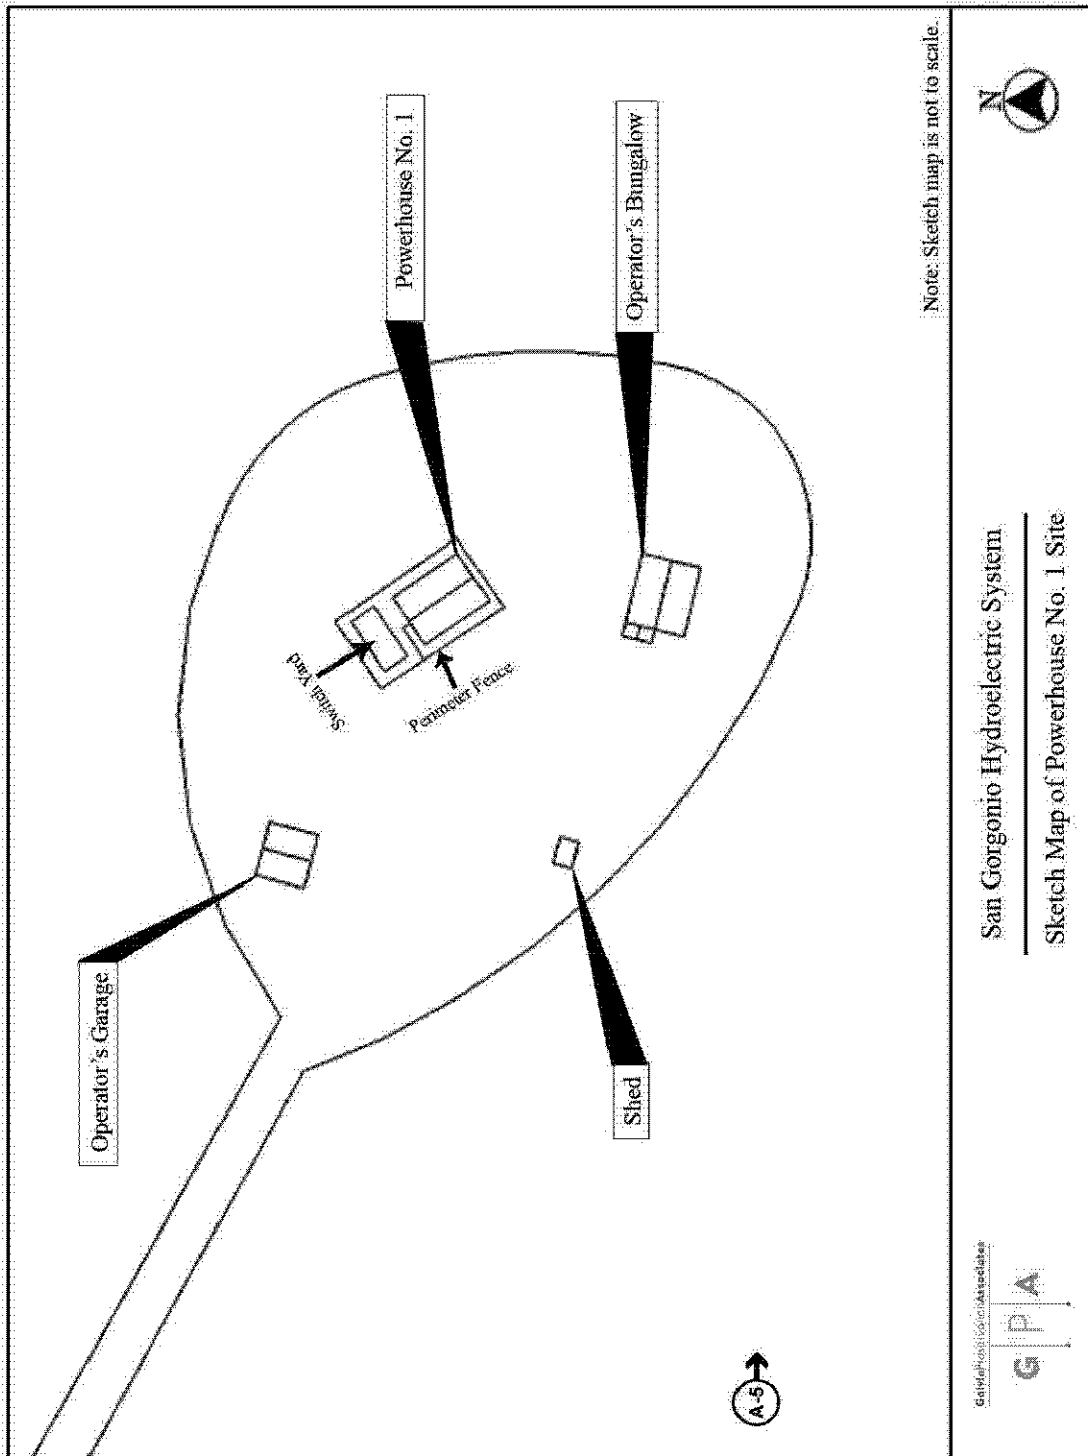 Operator's Garage
Powerhouse No. 1
Switch Yard
Perimeter Fence
Shed
Operator's Bungalow
A-5
Note: Sketch map is not to scale.
G P A
San Gorgonio Hydroelectric System
Sketch Map of Powerhouse No. 1 Site
N